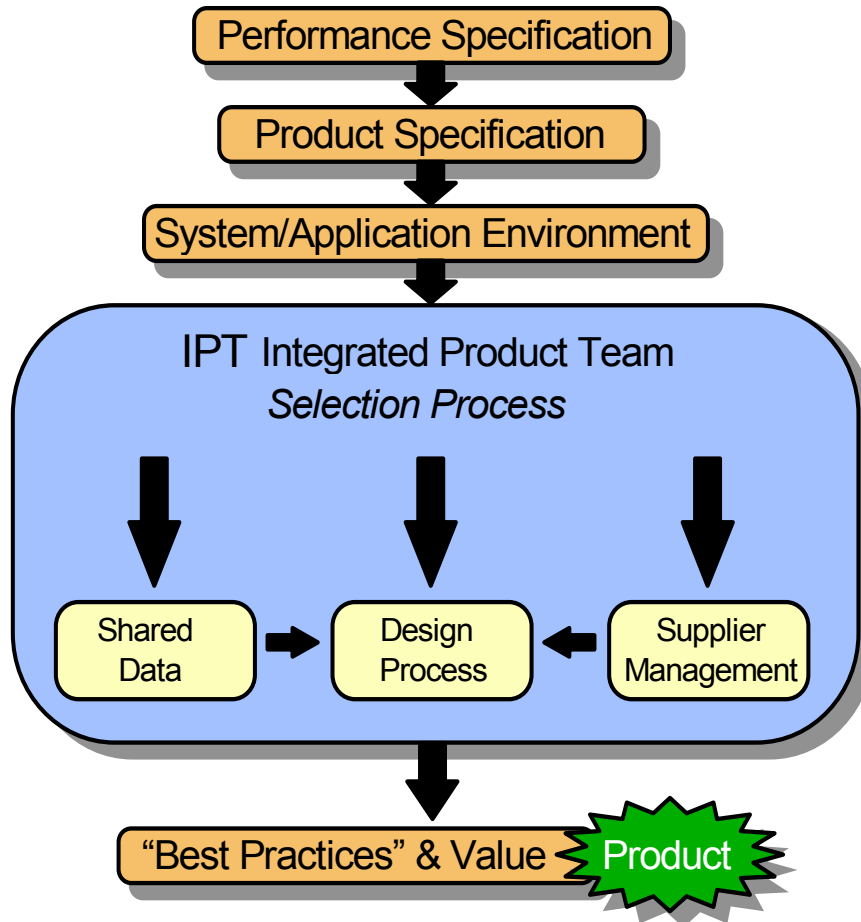 Performance Specification
Product Specification
System/Application Environment
IPT Integrated Product Team
Selection Process
Shared
Data
Design
Process
Supplier
Management
“Best Practices” & Value
Product